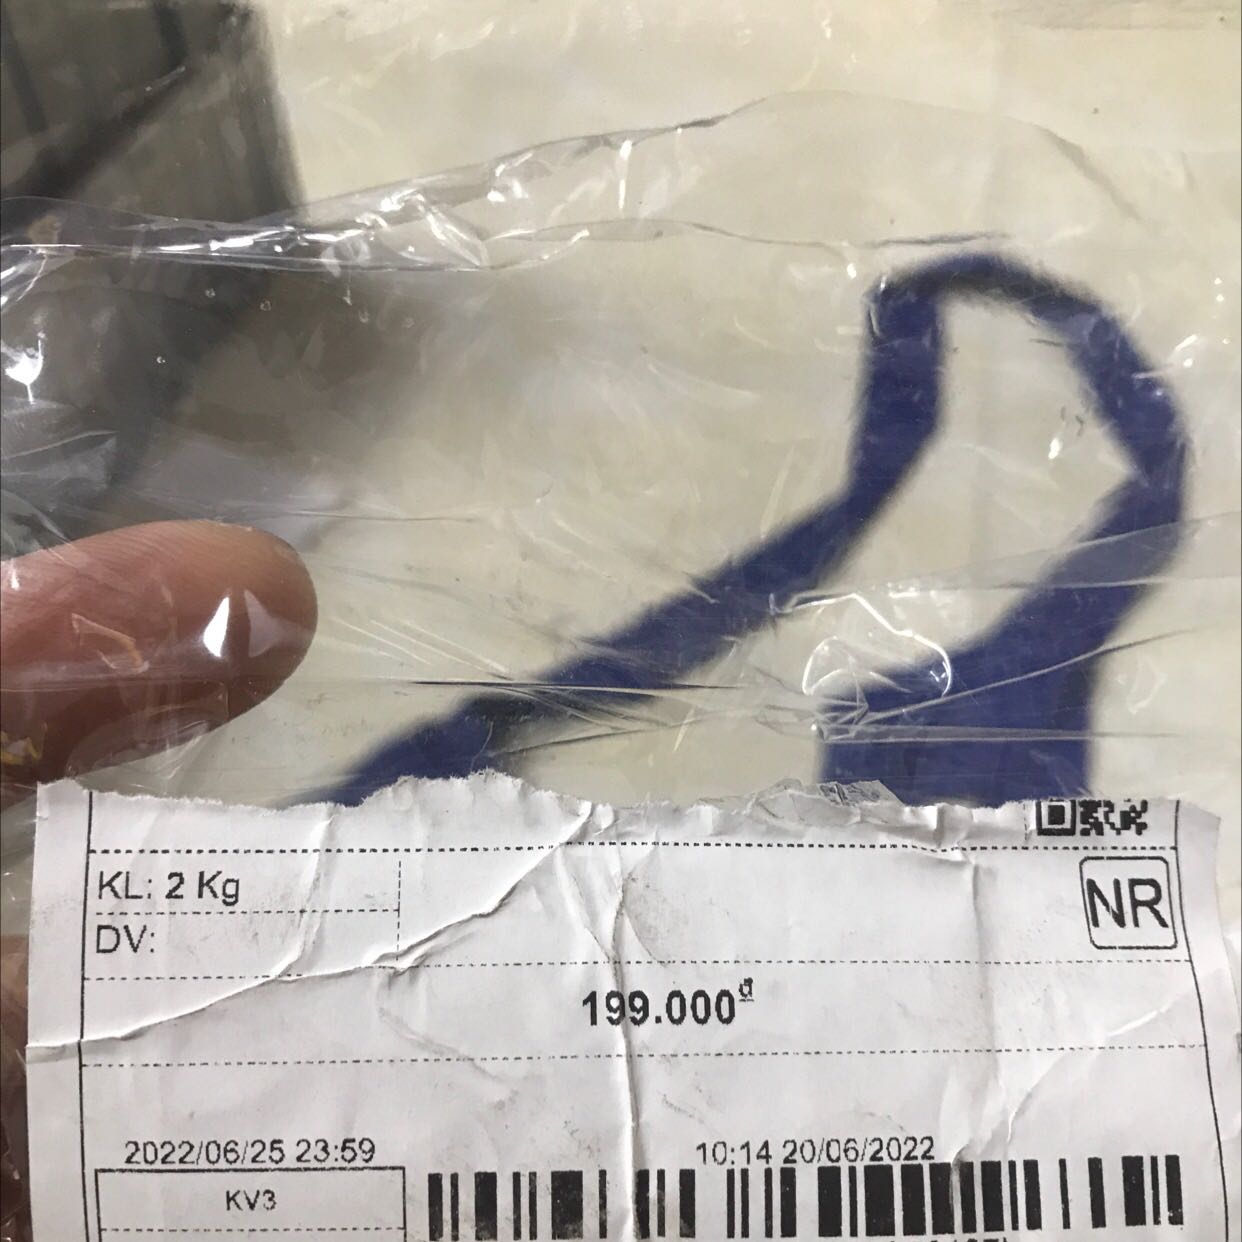 KL: 2 Kg
NR
DV:
199.000đ
2022/06/25 23:59
10:14 20/06/2022
KV3